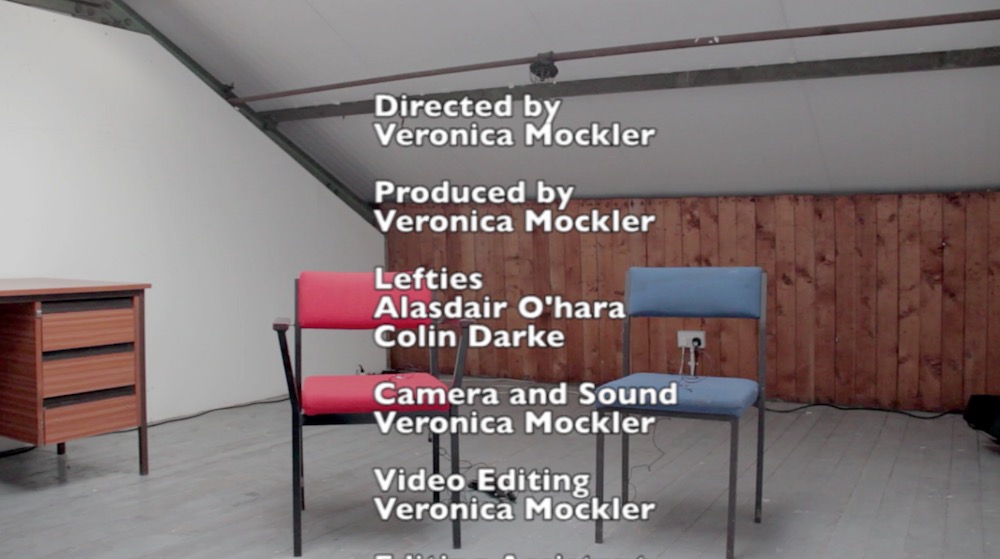 Directed by
Veronica Mockler
Produced by
Veronica Mockler
Lefties
Alasdair O'hara
Colin Darke
Camera and Sound
Veronica Mockler
Video Editing
Veronica Mockler